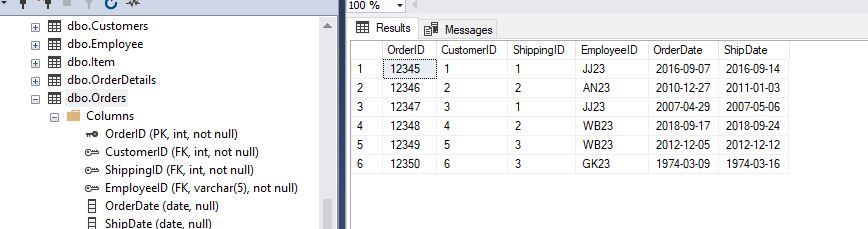 dbo.Customers
dbo.Employee
dbo.Item
dbo.OrderDetails
dbo.Orders
Columns
OrderID (PK, int, not null)
CustomerID (FK, int, not null)
ShippingID (FK, int, not null)
EmployeeID (FK, varchar(5), not null)
OrderDate (date, null)
ShipDate (date, null)
100 %
Results Messages
OrderID CustomerID ShippingID EmployeeID OrderDate ShipDate
1 12345 1 1 JJ23 2016-09-07 2016-09-14
2 12346 2 2 AN23 2010-12-27 2011-01-03
3 12347 3 1 JJ23 2007-04-29 2007-05-06
4 12348 4 2 WB23 2018-09-17 2018-09-24
5 12349 5 3 WB23 2012-12-05 2012-12-12
6 12350 6 3 GK23 1974-03-09 1974-03-16